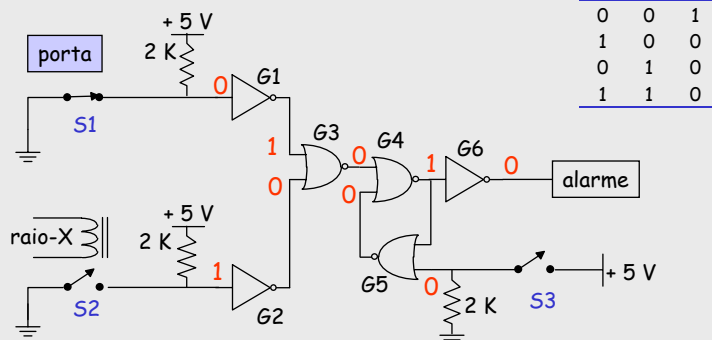 + 5 V
0 0 1
1 0 0
0 1 0
1 1 0
porta
2 K
0
G1
S1
1
G3
0
G4
1
G6
0
alarme
0
0
raio-X
+ 5 V
2 K
1
G2
S2
G5
0
2 K
S3
+ 5 V